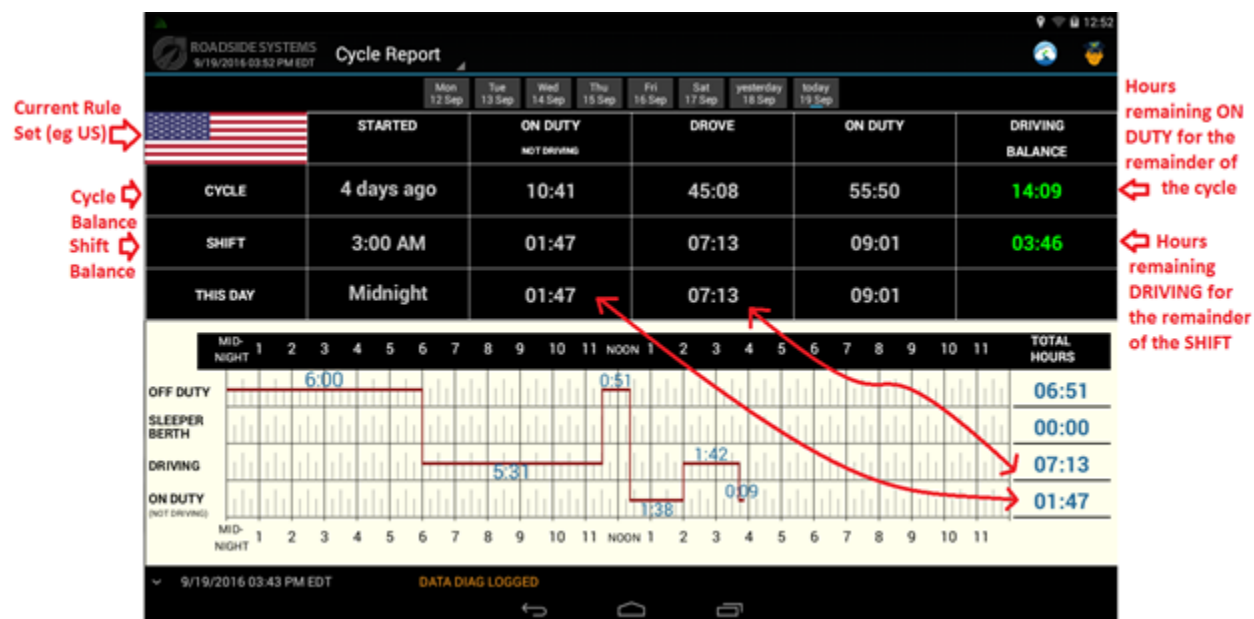 12:52
ROADSIDE SYSTEMS
9/19/2016 03:52 PM EDT
Cycle Report
Mon Tue Wed Thu Fri Sat yesterday today
12 Sep 13 Sep 14 Sep 15 Sep 16 Sep 17 Sep 18 Sep 19 Sep
Current Rule
Set (eg US)
STARTED ON DUTY DROVE ON DUTY DRIVING
NOT DRIVING BALANCE
Hours
remaining ON
DUTY for the
remainder of
the cycle
Cycle
Balance
CYCLE 4 days ago 10:41 45:08 55:50 14:09
Shift
Balance
SHIFT 3:00 AM 01:47 07:13 09:01 03:46
Hours
remaining
DRIVING for
the remainder
of the SHIFT
THIS DAY Midnight 01:47 07:13 09:01
MID-
NIGHT 1 2 3 4 5 6 7 8 9 10 11 NOON 1 2 3 4 5 6 7 8 9 10 11 TOTAL
HOURS
OFF DUTY 6:00 0:51 06:51
SLEEPER
BERTH 00:00
DRIVING 5:31 1:42 07:13
ON DUTY 1:38 0:09 01:47
(NOT DRIVING)
MID-
NIGHT 1 2 3 4 5 6 7 8 9 10 11 NOON 1 2 3 4 5 6 7 8 9 10 11
9/19/2016 03:43 PM EDT DATA DIAG LOGGED